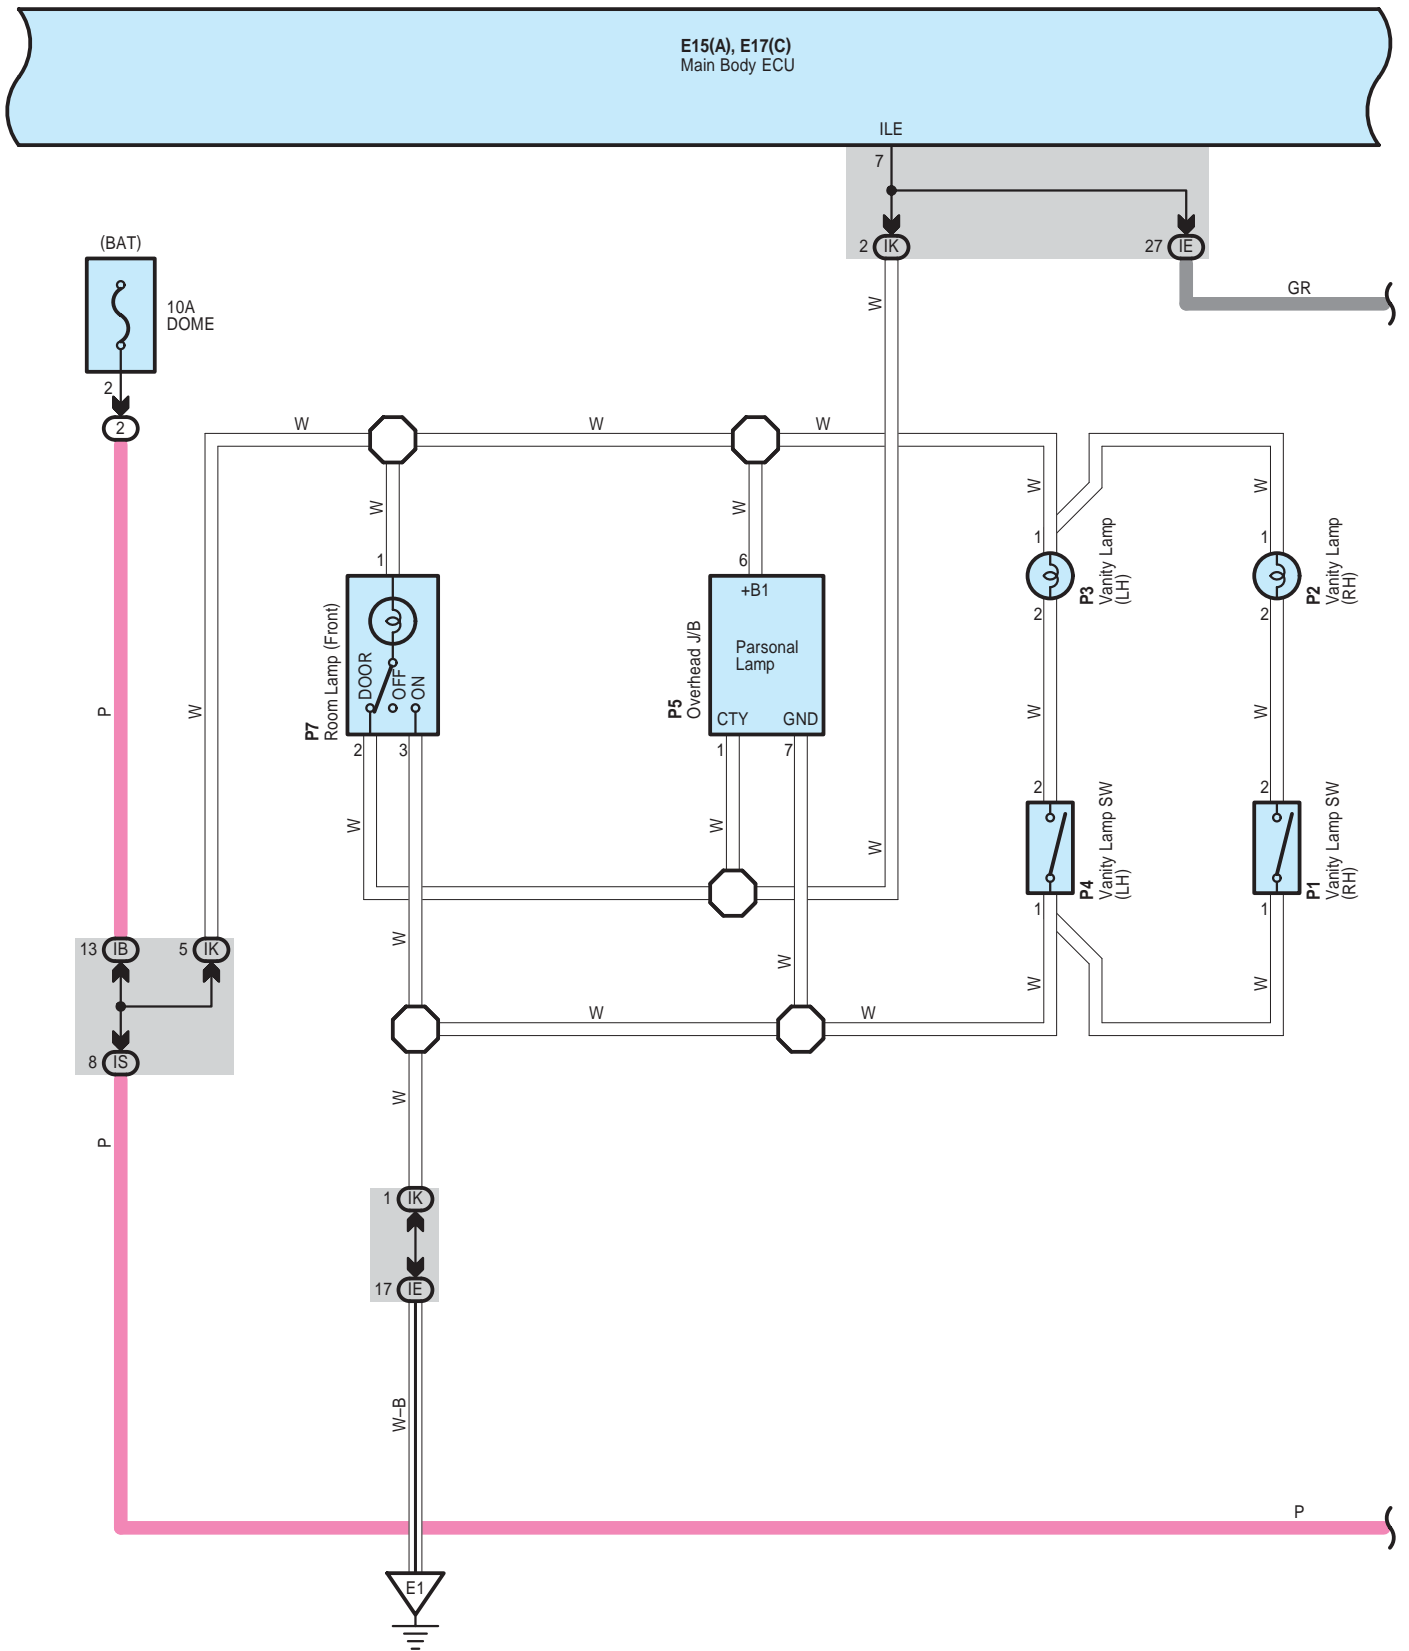 E15(A), E17(C)
Main Body ECU
ILE
7
2 IK
27 IE
(BAT)
10A
DOME
2
2
W
GR
W
W
W
W
W
W
W
1
6
1
1
P7
Room Lamp (Front)
DOOR
OFF
ON
P5
Overhead J/B
+B1
Parsonal
Lamp
CTY
GND
P3
Vanity Lamp
(LH)
P2
Vanity Lamp
(RH)
2
2
P
W
W
W
2
3
1
7
2
2
W
W
W
P4
Vanity Lamp SW
(LH)
P1
Vanity Lamp SW
(RH)
1
1
13 IB
5 IK
W
W
W
W
W
W
8 IS
P
W
1 IK
17 IE
W–B
P
E1